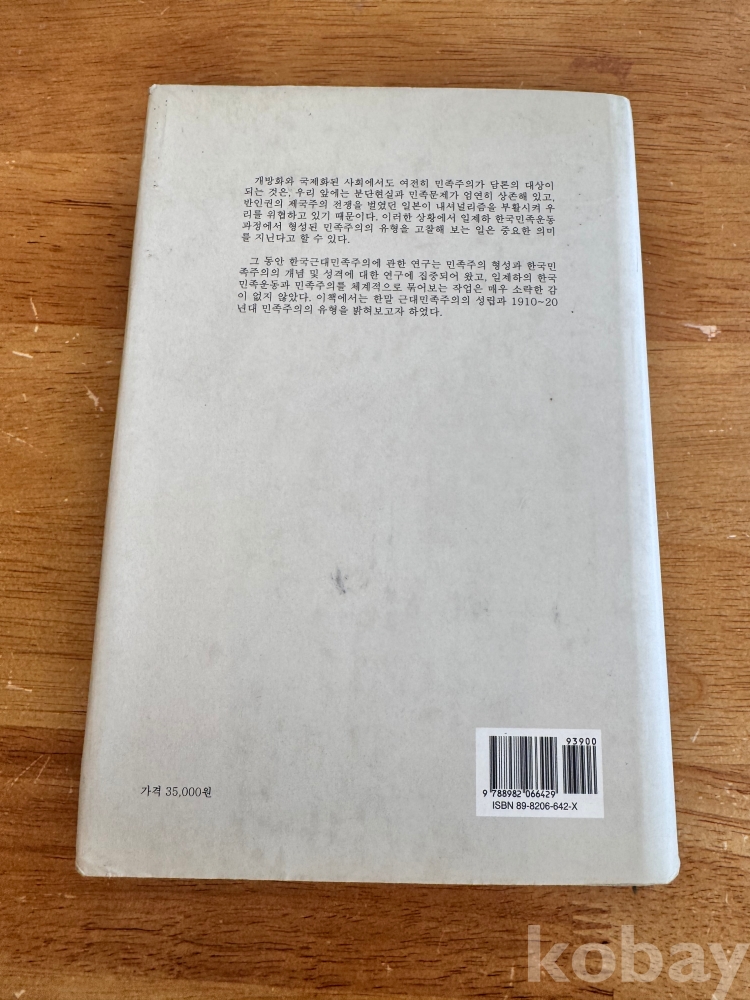 개방화와 국제화된 사회에서도 여전히 민족주의가 담론의 대상이
되는 것은, 우리 앞에는 분단현실과 민족문제가 엄연히 상존해 있고,
반인권의 제국주의 전쟁을 벌였던 일본이 내셔널리즘을 부활시켜 우
리를 위협하고 있기 때문이다. 이러한 상황에서 일제하 한국민족운동
과정에서 형성된 민족주의의 유형을 고찰해 보는 일은 중요한 의미
를 지닌다고 할 수 있다.
그 동안 한국근대민족주의에 관한 연구는 민족주의 형성과 한국민
족주의의 개념 및 성격에 대한 연구에 집중되어 왔고, 일제하의 한국
민족운동과 민족주의를 체계적으로 묶어보는 작업은 매우 소략한 감
이 없지 않았다. 이책에서는 한말 근대민족주의의 성립과 1910~20
년대 민족주의의 유형을 밝혀보고자 하였다.
93900
9 788982 066429
ISBN 89-8206-642-X
가격 35,000원
kobay